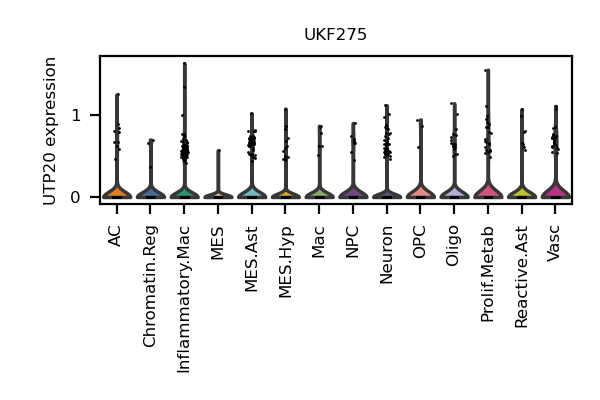 UKF275
UTP20 expression
1
0
AC
Chromatin.Reg
Inflammatory.Mac
MES
MES.Ast
MES.Hyp
Mac
NPC
Neuron
OPC
Oligo
Prolif.Metab
Reactive.Ast
Vasc